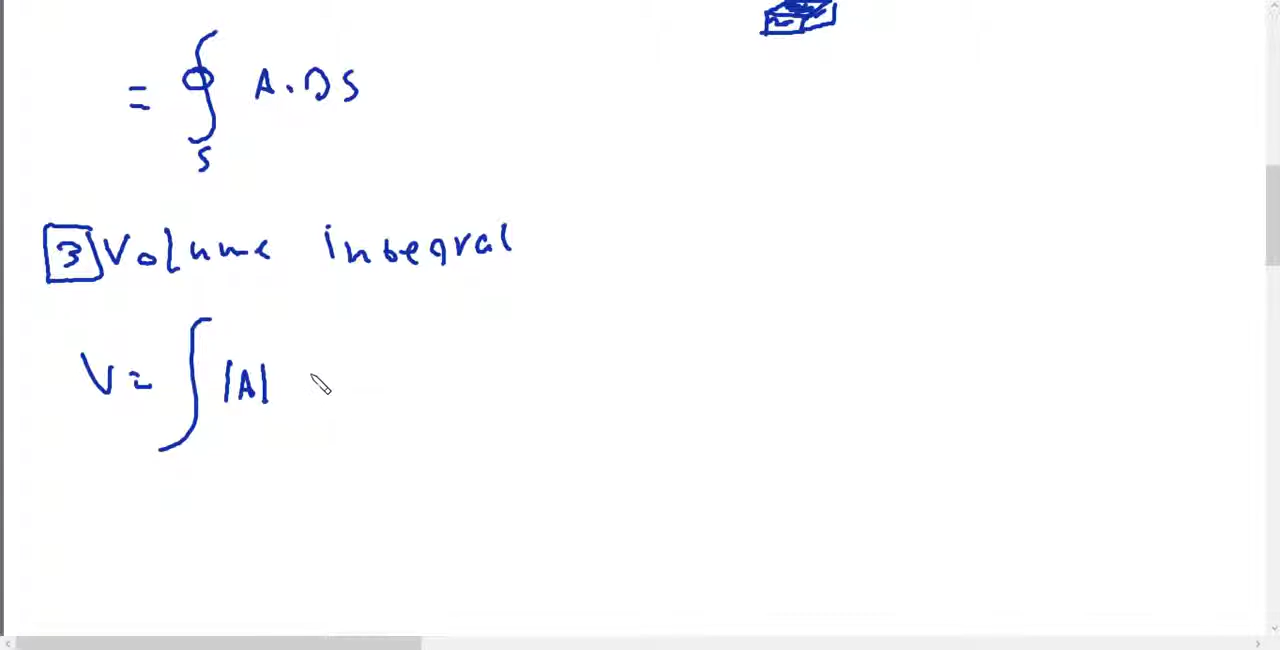 = ∮ A . DS
S
3 Volume integral
V = ∫ |A|